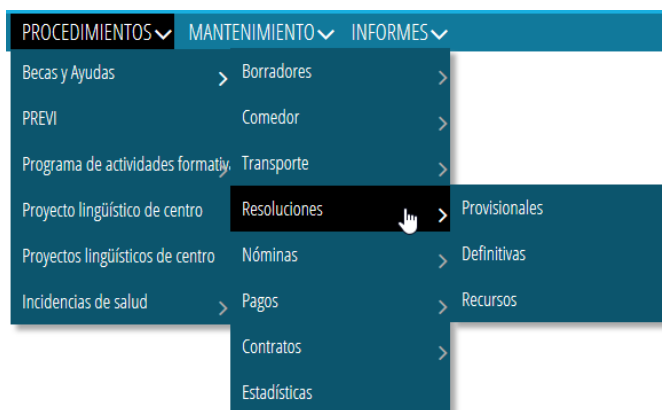 PROCEDIMIENTOS MANTENIMIENTO INFORMES
Becas y Ayudas
PREVI
Programa de actividades formativ
Proyecto lingüístico de centro
Proyectos lingüísticos de centro
Incidencias de salud
Borradores
Comedor
Transporte
Resoluciones
Nóminas
Pagos
Contratos
Estadísticas
Provisionales
Definitivas
Recursos